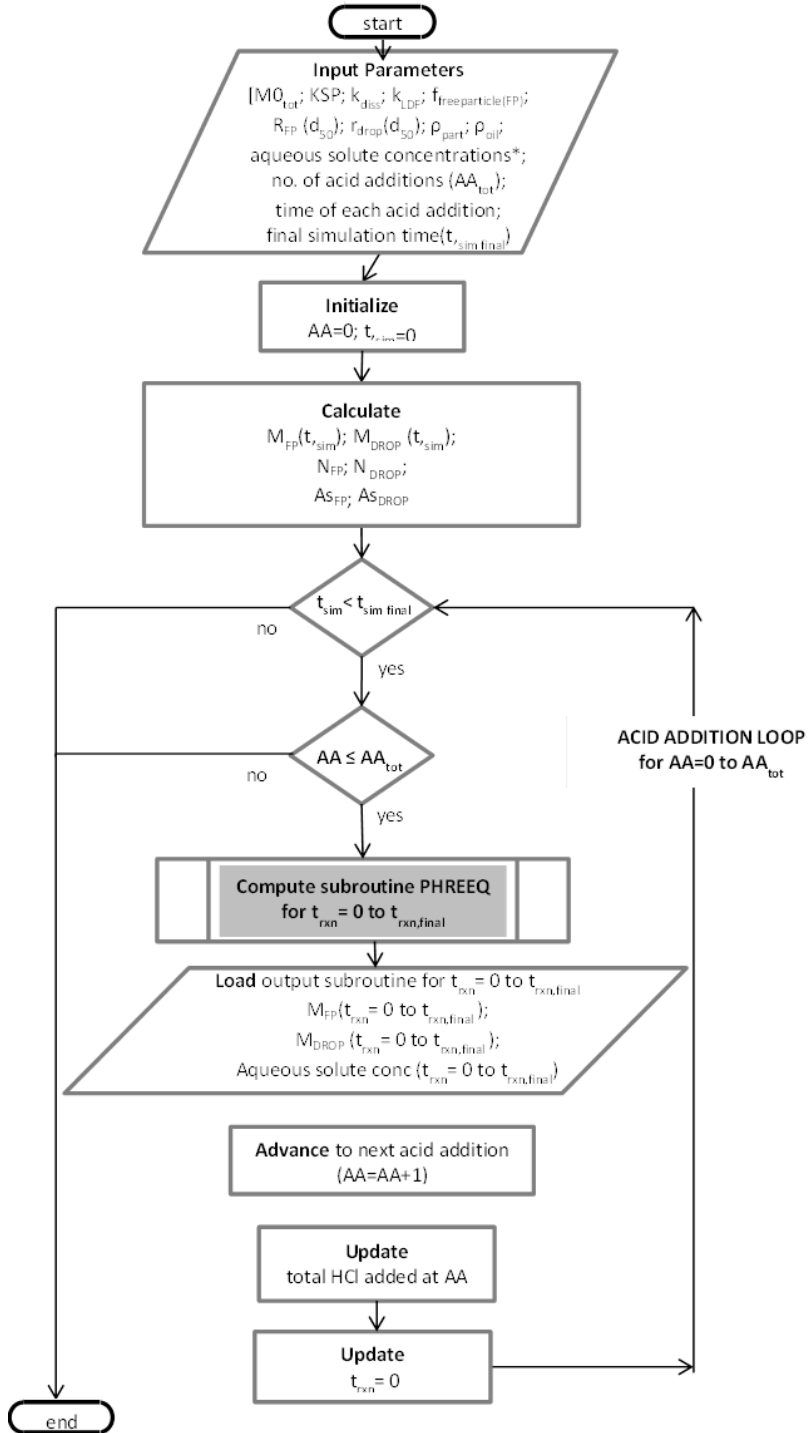 start
Input Parameters
[M0tot; KSP; kdiss; kLDF; ffreeparticle(FP);
RFP (d50); rdrop(d50); ρpart; ρoil;
aqueous solute concentrations*;
no. of acid additions (AAtot);
time of each acid addition;
final simulation time(t,sim final)
Initialize
AA=0; t,sim=0
Calculate
MFP(t,sim); MDROP (t,sim);
NFP; NDROP;
AsFP; AsDROP
tsim< tsim final
no
yes
AA ≤ AAtot
no
yes
ACID ADDITION LOOP
for AA=0 to AAtot
Compute subroutine PHREEQ
for trxn= 0 to trxn,final
Load output subroutine for trxn= 0 to trxn,final
MFP(trxn= 0 to trxn,final);
MDROP (trxn= 0 to trxn,final);
Aqueous solute conc (trxn= 0 to trxn,final)
Advance to next acid addition
(AA=AA+1)
Update
total HCl added at AA
Update
trxn= 0
end